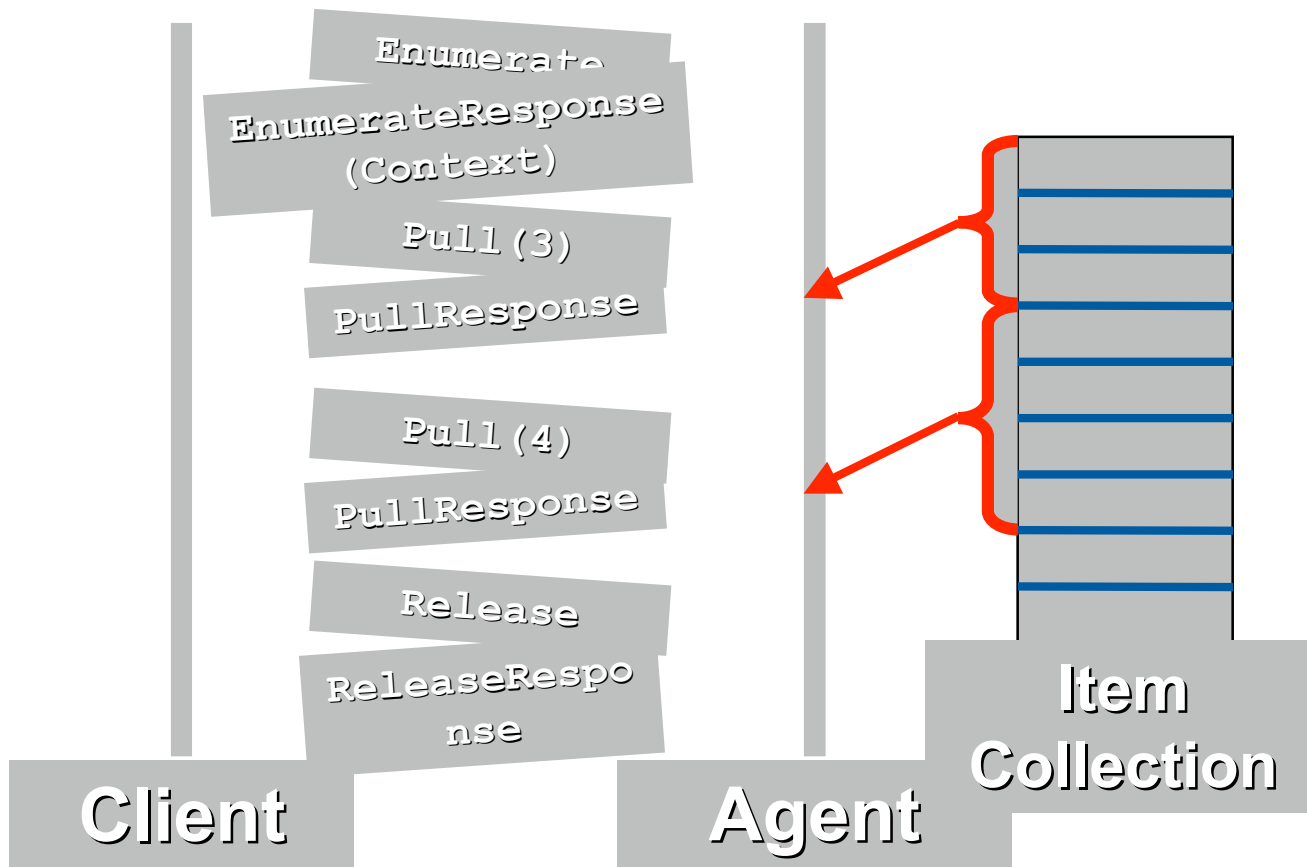 Enumerate
EnumerateResponse
(Context)
Pull(3)
PullResponse
Pull(4)
PullResponse
Release
ReleaseRespo
nse
Item
Collection
Client
Agent